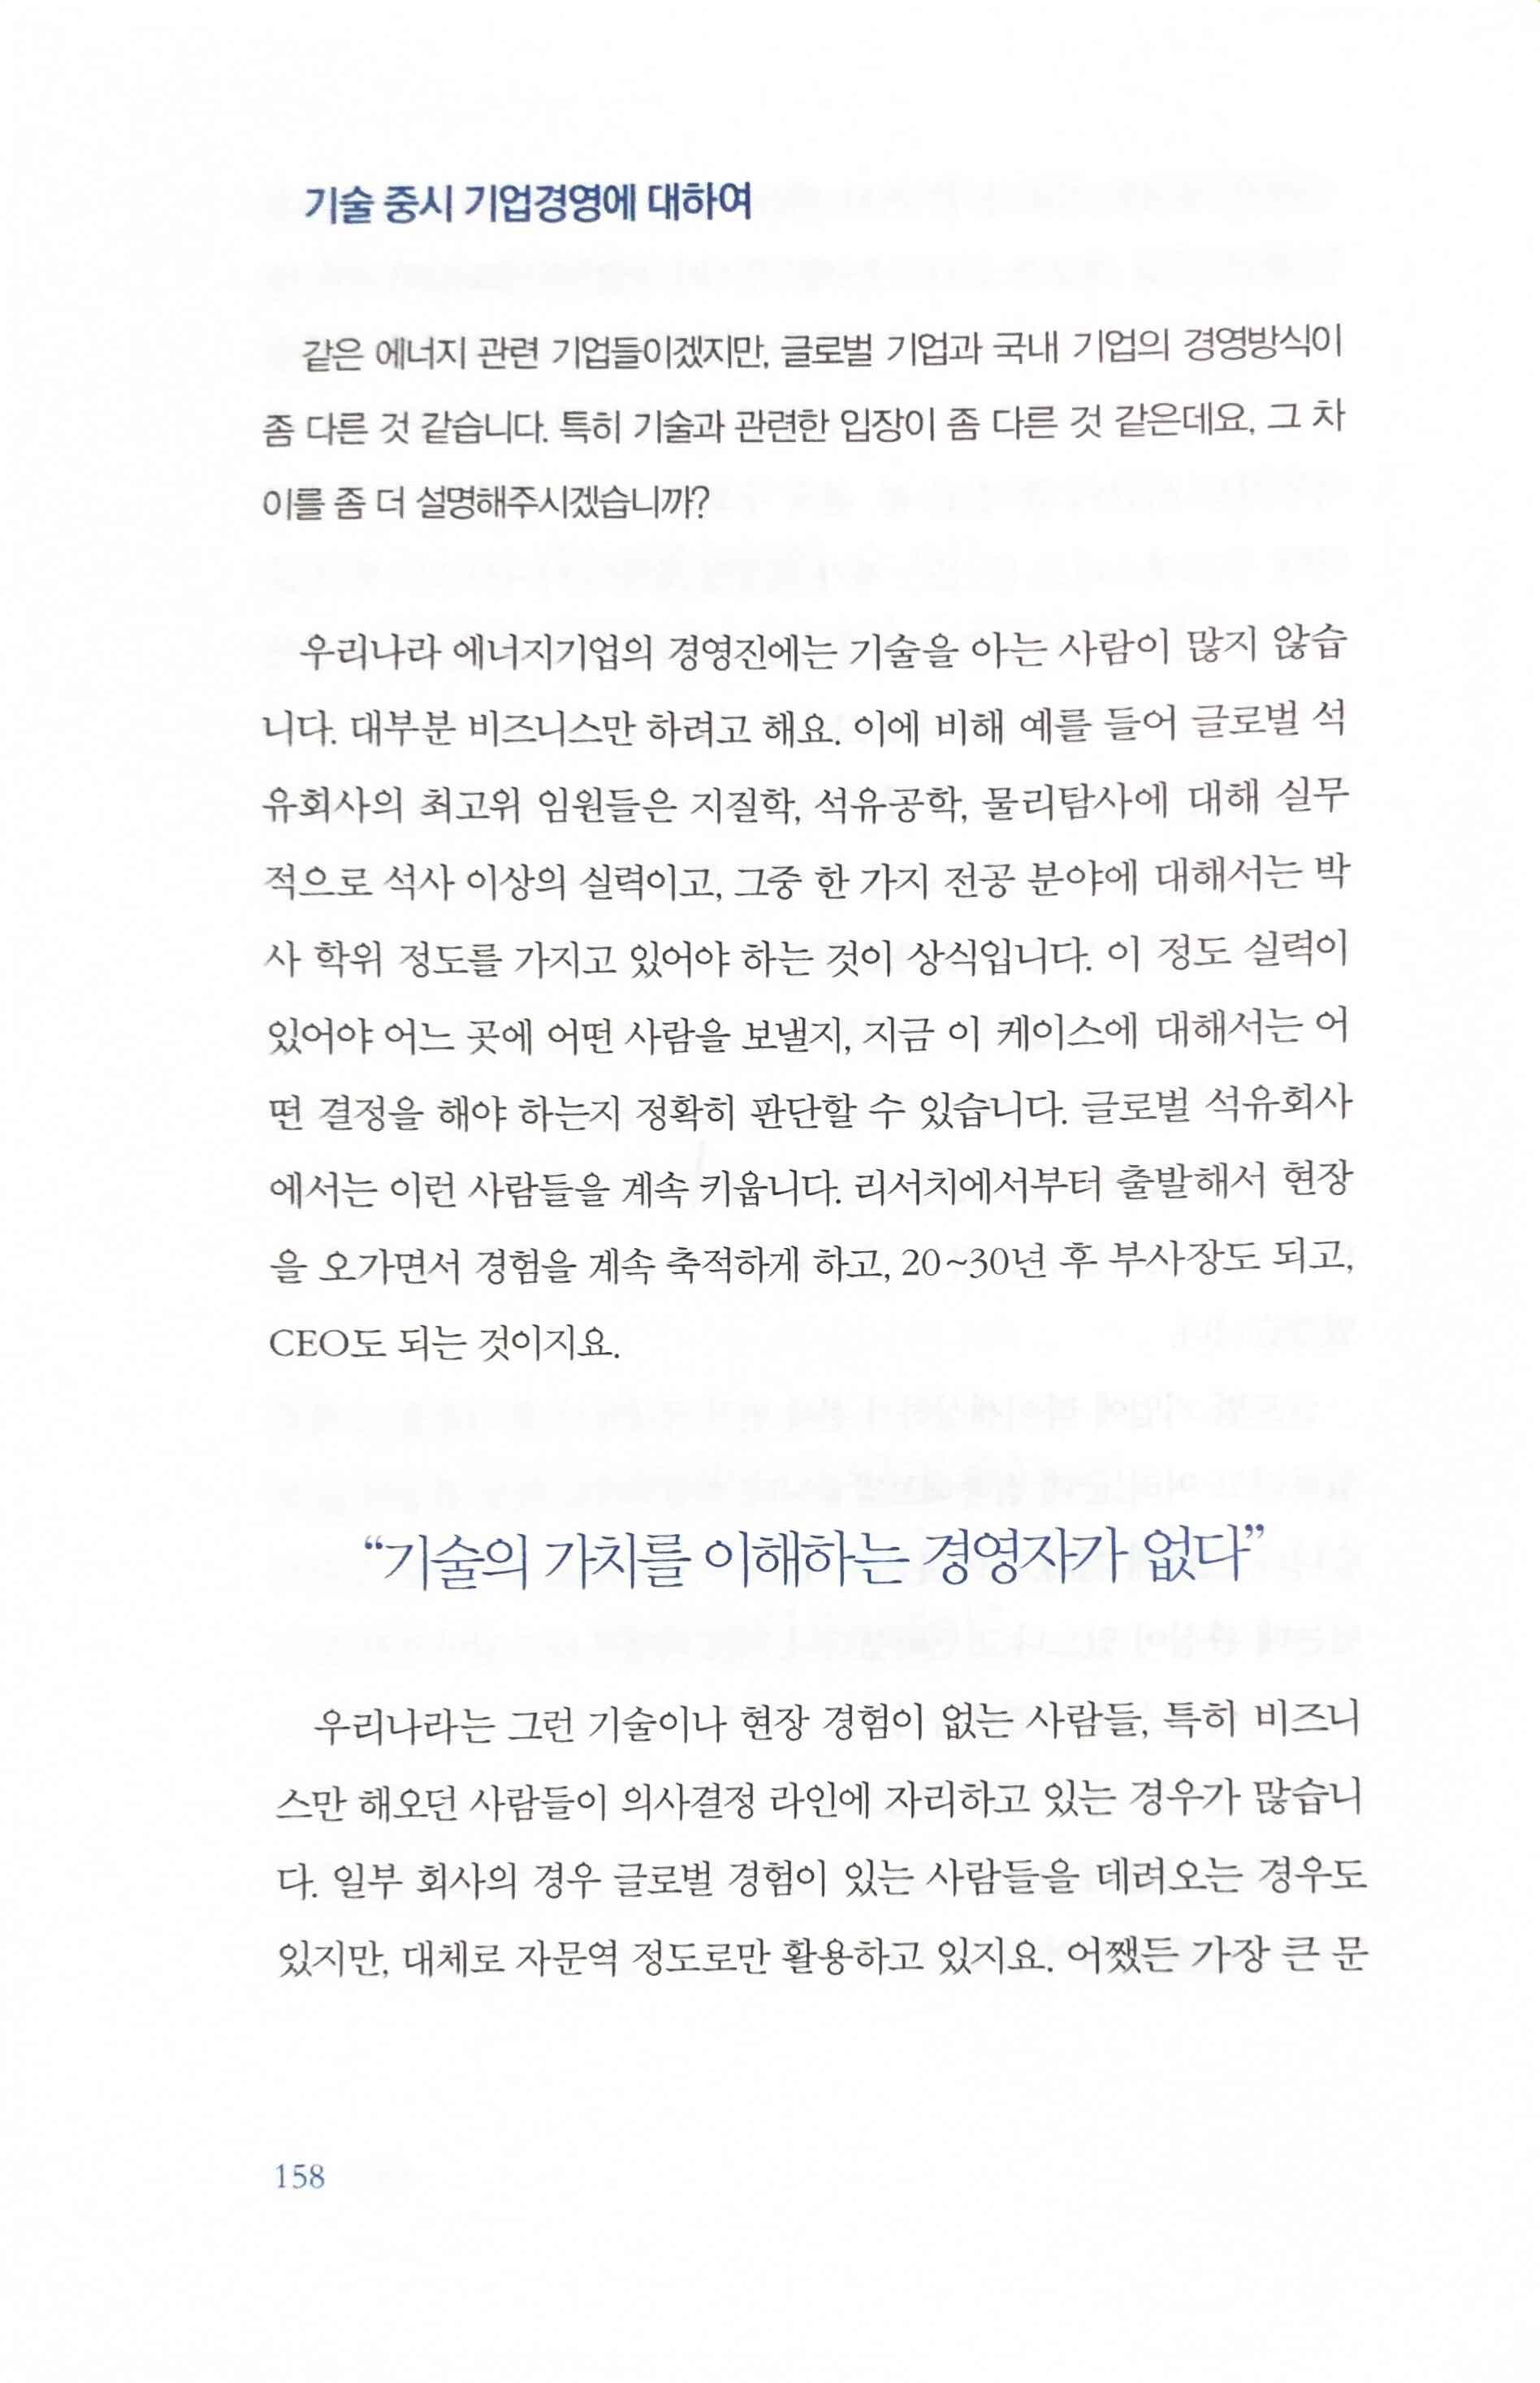 기술 중시 기업경영에 대하여
같은 에너지 관련 기업들이겠지만, 글로벌 기업과 국내 기업의 경영방식이
좀 다른 것 같습니다. 특히 기술과 관련한 입장이 좀 다른 것 같은데요, 그 차
이를 좀 더 설명해주시겠습니까?
우리나라 에너지기업의 경영진에는 기술을 아는 사람이 많지 않습
니다. 대부분 비즈니스만 하려고 해요. 이에 비해 예를 들어 글로벌 석
유회사의 최고위 임원들은 지질학, 석유공학, 물리탐사에 대해 실무
적으로 석사 이상의 실력이고, 그중 한 가지 전공 분야에 대해서는 박
사 학위 정도를 가지고 있어야 하는 것이 상식입니다. 이 정도 실력이
있어야 어느 곳에 어떤 사람을 보낼지, 지금 이 케이스에 대해서는 어
떤 결정을 해야 하는지 정확히 판단할 수 있습니다. 글로벌 석유회사
에서는 이런 사람들을 계속 키웁니다. 리서치에서부터 출발해서 현장
을 오가면서 경험을 계속 축적하게 하고, 20~30년 후 부사장도 되고,
CEO도 되는 것이지요.
“기술의 가치를 이해하는 경영자가 없다”
우리나라는 그런 기술이나 현장 경험이 없는 사람들, 특히 비즈니
스만 해오던 사람들이 의사결정 라인에 자리하고 있는 경우가 많습니
다. 일부 회사의 경우 글로벌 경험이 있는 사람들을 데려오는 경우도
있지만, 대체로 자문역 정도로만 활용하고 있지요. 어쨌든 가장 큰 문
158